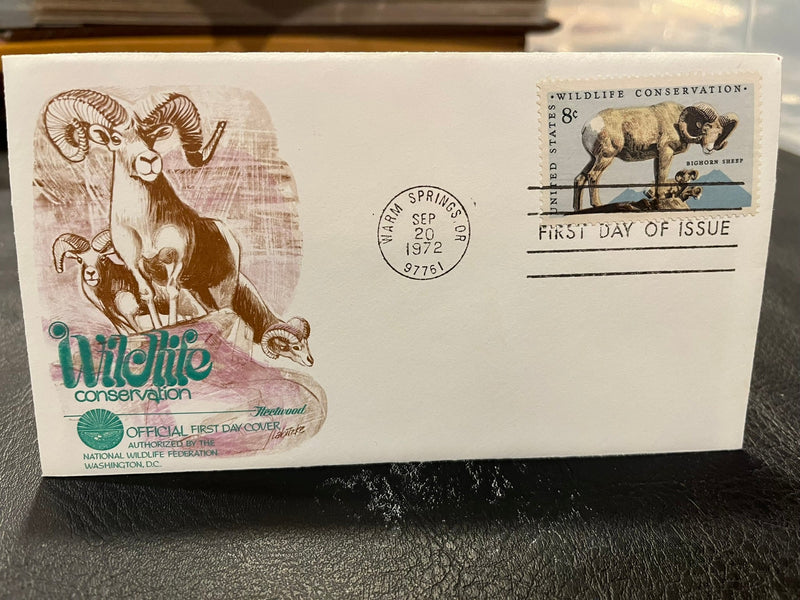 WILDLIFE CONSERVATION
8c
UNITED STATES
BIGHORN SHEEP
WARM SPRINGS, OR
SEP
20
1972
97761
FIRST DAY OF ISSUE
Wildlife
conservation
Fleetwood
OFFICIAL FIRST DAY COVER
AUTHORIZED BY THE
NATIONAL WILDLIFE FEDERATION
WASHINGTON, D.C.